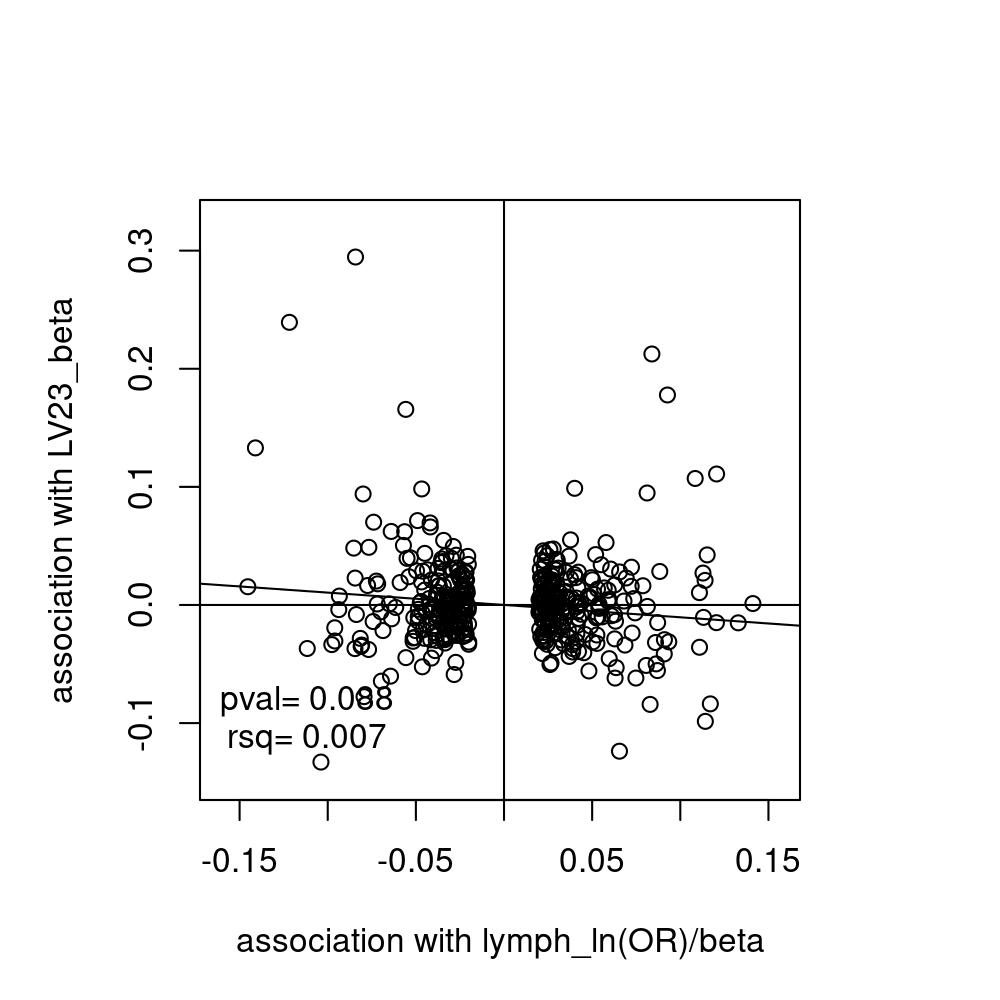 0.3
0.2
0.1
0.0
-0.1
association with LV23_beta
pval=
rsq= 0.007
-0.15
-0.05
0.05
0.15
association with lymph_ln(OR)/beta